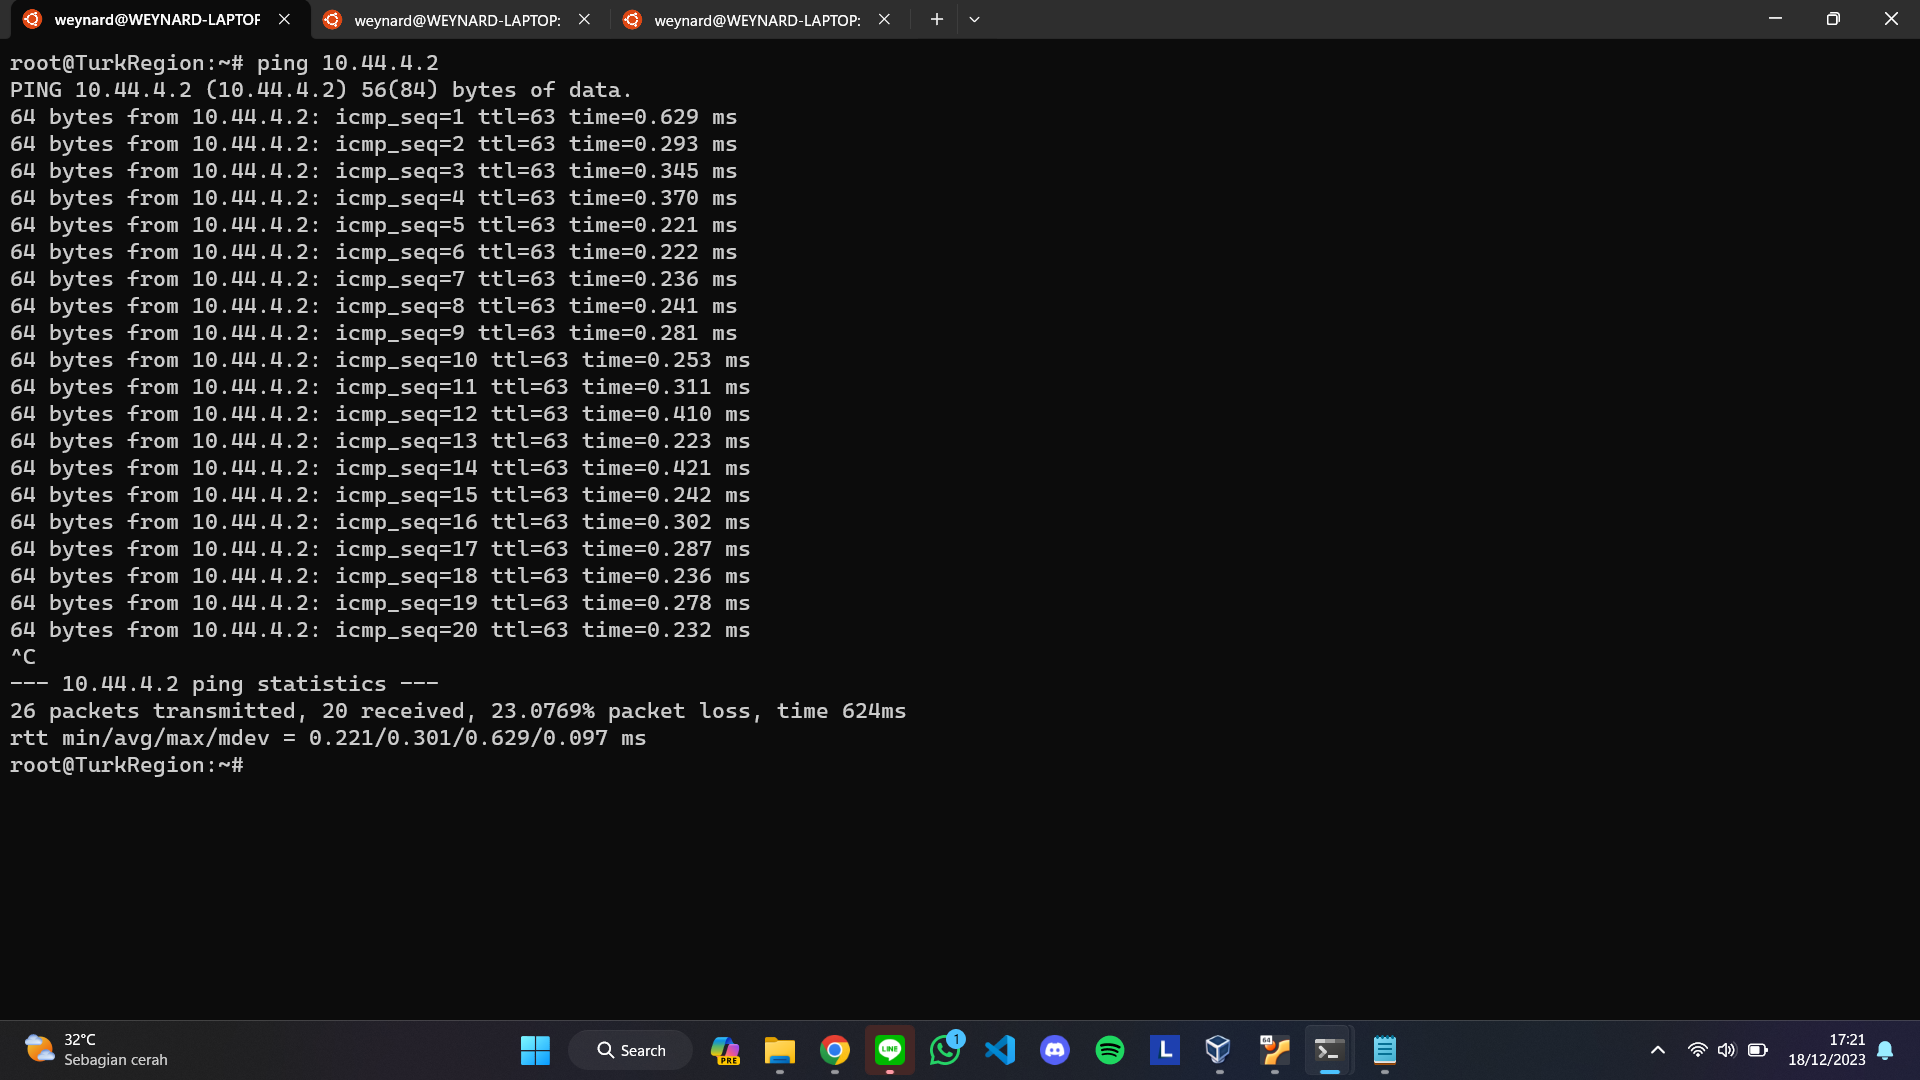 weynard@WEYNARD-LAPTOP
weynard@WEYNARD-LAPTOP:
weynard@WEYNARD-LAPTOP:
root@TurkRegion:~# ping 10.44.4.2
PING 10.44.4.2 (10.44.4.2) 56(84) bytes of data.
64 bytes from 10.44.4.2: icmp_seq=1 ttl=63 time=0.629 ms
64 bytes from 10.44.4.2: icmp_seq=2 ttl=63 time=0.293 ms
64 bytes from 10.44.4.2: icmp_seq=3 ttl=63 time=0.345 ms
64 bytes from 10.44.4.2: icmp_seq=4 ttl=63 time=0.370 ms
64 bytes from 10.44.4.2: icmp_seq=5 ttl=63 time=0.221 ms
64 bytes from 10.44.4.2: icmp_seq=6 ttl=63 time=0.222 ms
64 bytes from 10.44.4.2: icmp_seq=7 ttl=63 time=0.236 ms
64 bytes from 10.44.4.2: icmp_seq=8 ttl=63 time=0.241 ms
64 bytes from 10.44.4.2: icmp_seq=9 ttl=63 time=0.281 ms
64 bytes from 10.44.4.2: icmp_seq=10 ttl=63 time=0.253 ms
64 bytes from 10.44.4.2: icmp_seq=11 ttl=63 time=0.311 ms
64 bytes from 10.44.4.2: icmp_seq=12 ttl=63 time=0.410 ms
64 bytes from 10.44.4.2: icmp_seq=13 ttl=63 time=0.223 ms
64 bytes from 10.44.4.2: icmp_seq=14 ttl=63 time=0.421 ms
64 bytes from 10.44.4.2: icmp_seq=15 ttl=63 time=0.242 ms
64 bytes from 10.44.4.2: icmp_seq=16 ttl=63 time=0.302 ms
64 bytes from 10.44.4.2: icmp_seq=17 ttl=63 time=0.287 ms
64 bytes from 10.44.4.2: icmp_seq=18 ttl=63 time=0.236 ms
64 bytes from 10.44.4.2: icmp_seq=19 ttl=63 time=0.278 ms
64 bytes from 10.44.4.2: icmp_seq=20 ttl=63 time=0.232 ms
^C
--- 10.44.4.2 ping statistics ---
26 packets transmitted, 20 received, 23.0769% packet loss, time 624ms
rtt min/avg/max/mdev = 0.221/0.301/0.629/0.097 ms
root@TurkRegion:~#
32°C
Sebagian cerah
Search
PRE
LINE
1
L
64
17:21
18/12/2023